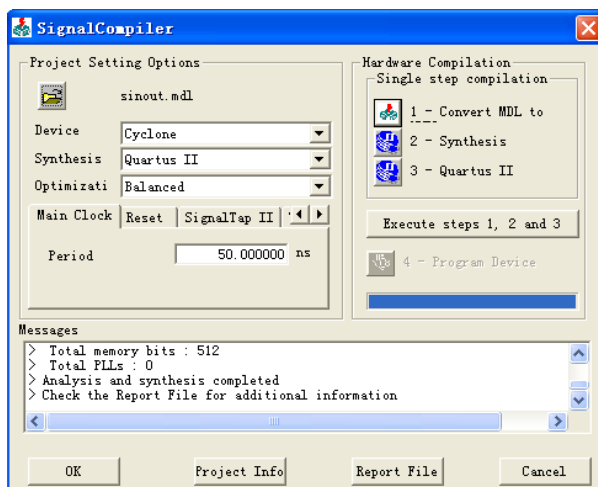 SignalCompiler
Project Setting Options
sinout.mdl
Device Cyclone
Synthesis Quartus II
Optimizati Balanced
Main Clock Reset SignalTap II
Period 50.000000 ns
Hardware Compilation
Single step compilation
1 - Convert MDL to
2 - Synthesis
3 - Quartus II
Execute steps 1, 2 and 3
4 - Program Device
Messages
> Total memory bits : 512
> Total PLLs : 0
> Analysis and synthesis completed
> Check the Report File for additional information
OK Project Info Report File Cancel